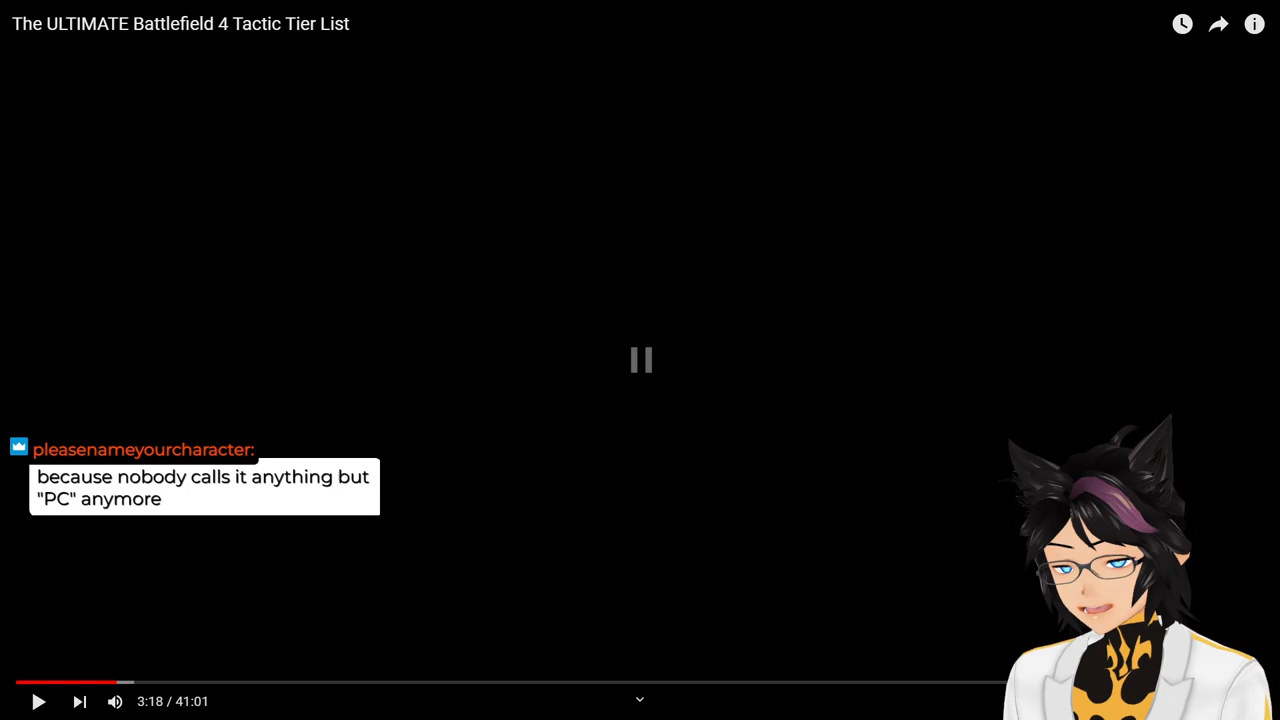 The ULTIMATE Battlefield 4 Tactic Tier List
pleasenameyourcharacter:
because nobody calls it anything but
"PC" anymore
3:18 / 41:01